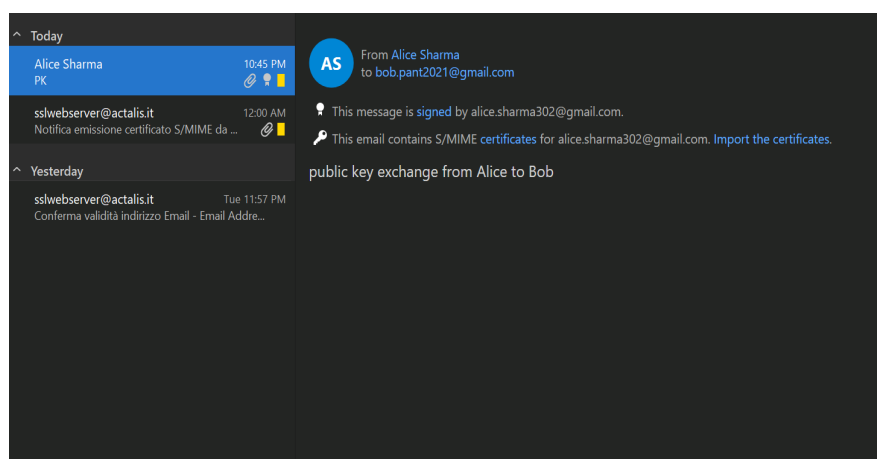 Today
Alice Sharma 10:45 PM
PK
sslwebserver@actalis.it 12:00 AM
Notifica emissione certificato S/MIME da ...
Yesterday
sslwebserver@actalis.it Tue 11:57 PM
Conferma validità indirizzo Email - Email Addre...
AS
From Alice Sharma
to bob.pant2021@gmail.com
This message is signed by alice.sharma302@gmail.com.
This email contains S/MIME certificates for alice.sharma302@gmail.com. Import the certificates.
public key exchange from Alice to Bob